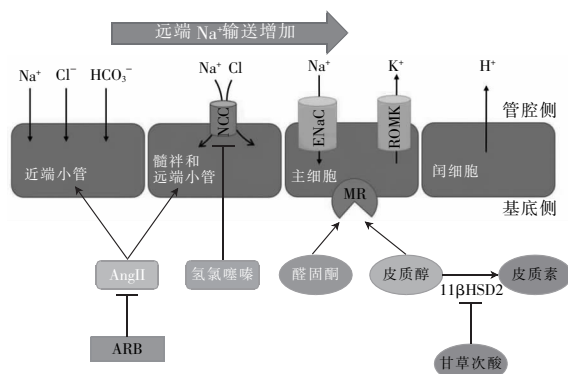 远端 Na⁺输送增加
Na⁺ Cl⁻ HCO₃⁻ Na⁺ Cl Na⁺ K⁺ H⁺
管腔侧
NCC
ENaC
ROMK
近端小管
髓袢和
远端小管
主细胞
闰细胞
MR
基底侧
AngII 氢氯噻嗪 醛固酮 皮质醇 皮质素
11βHSD2
ARB
甘草次酸